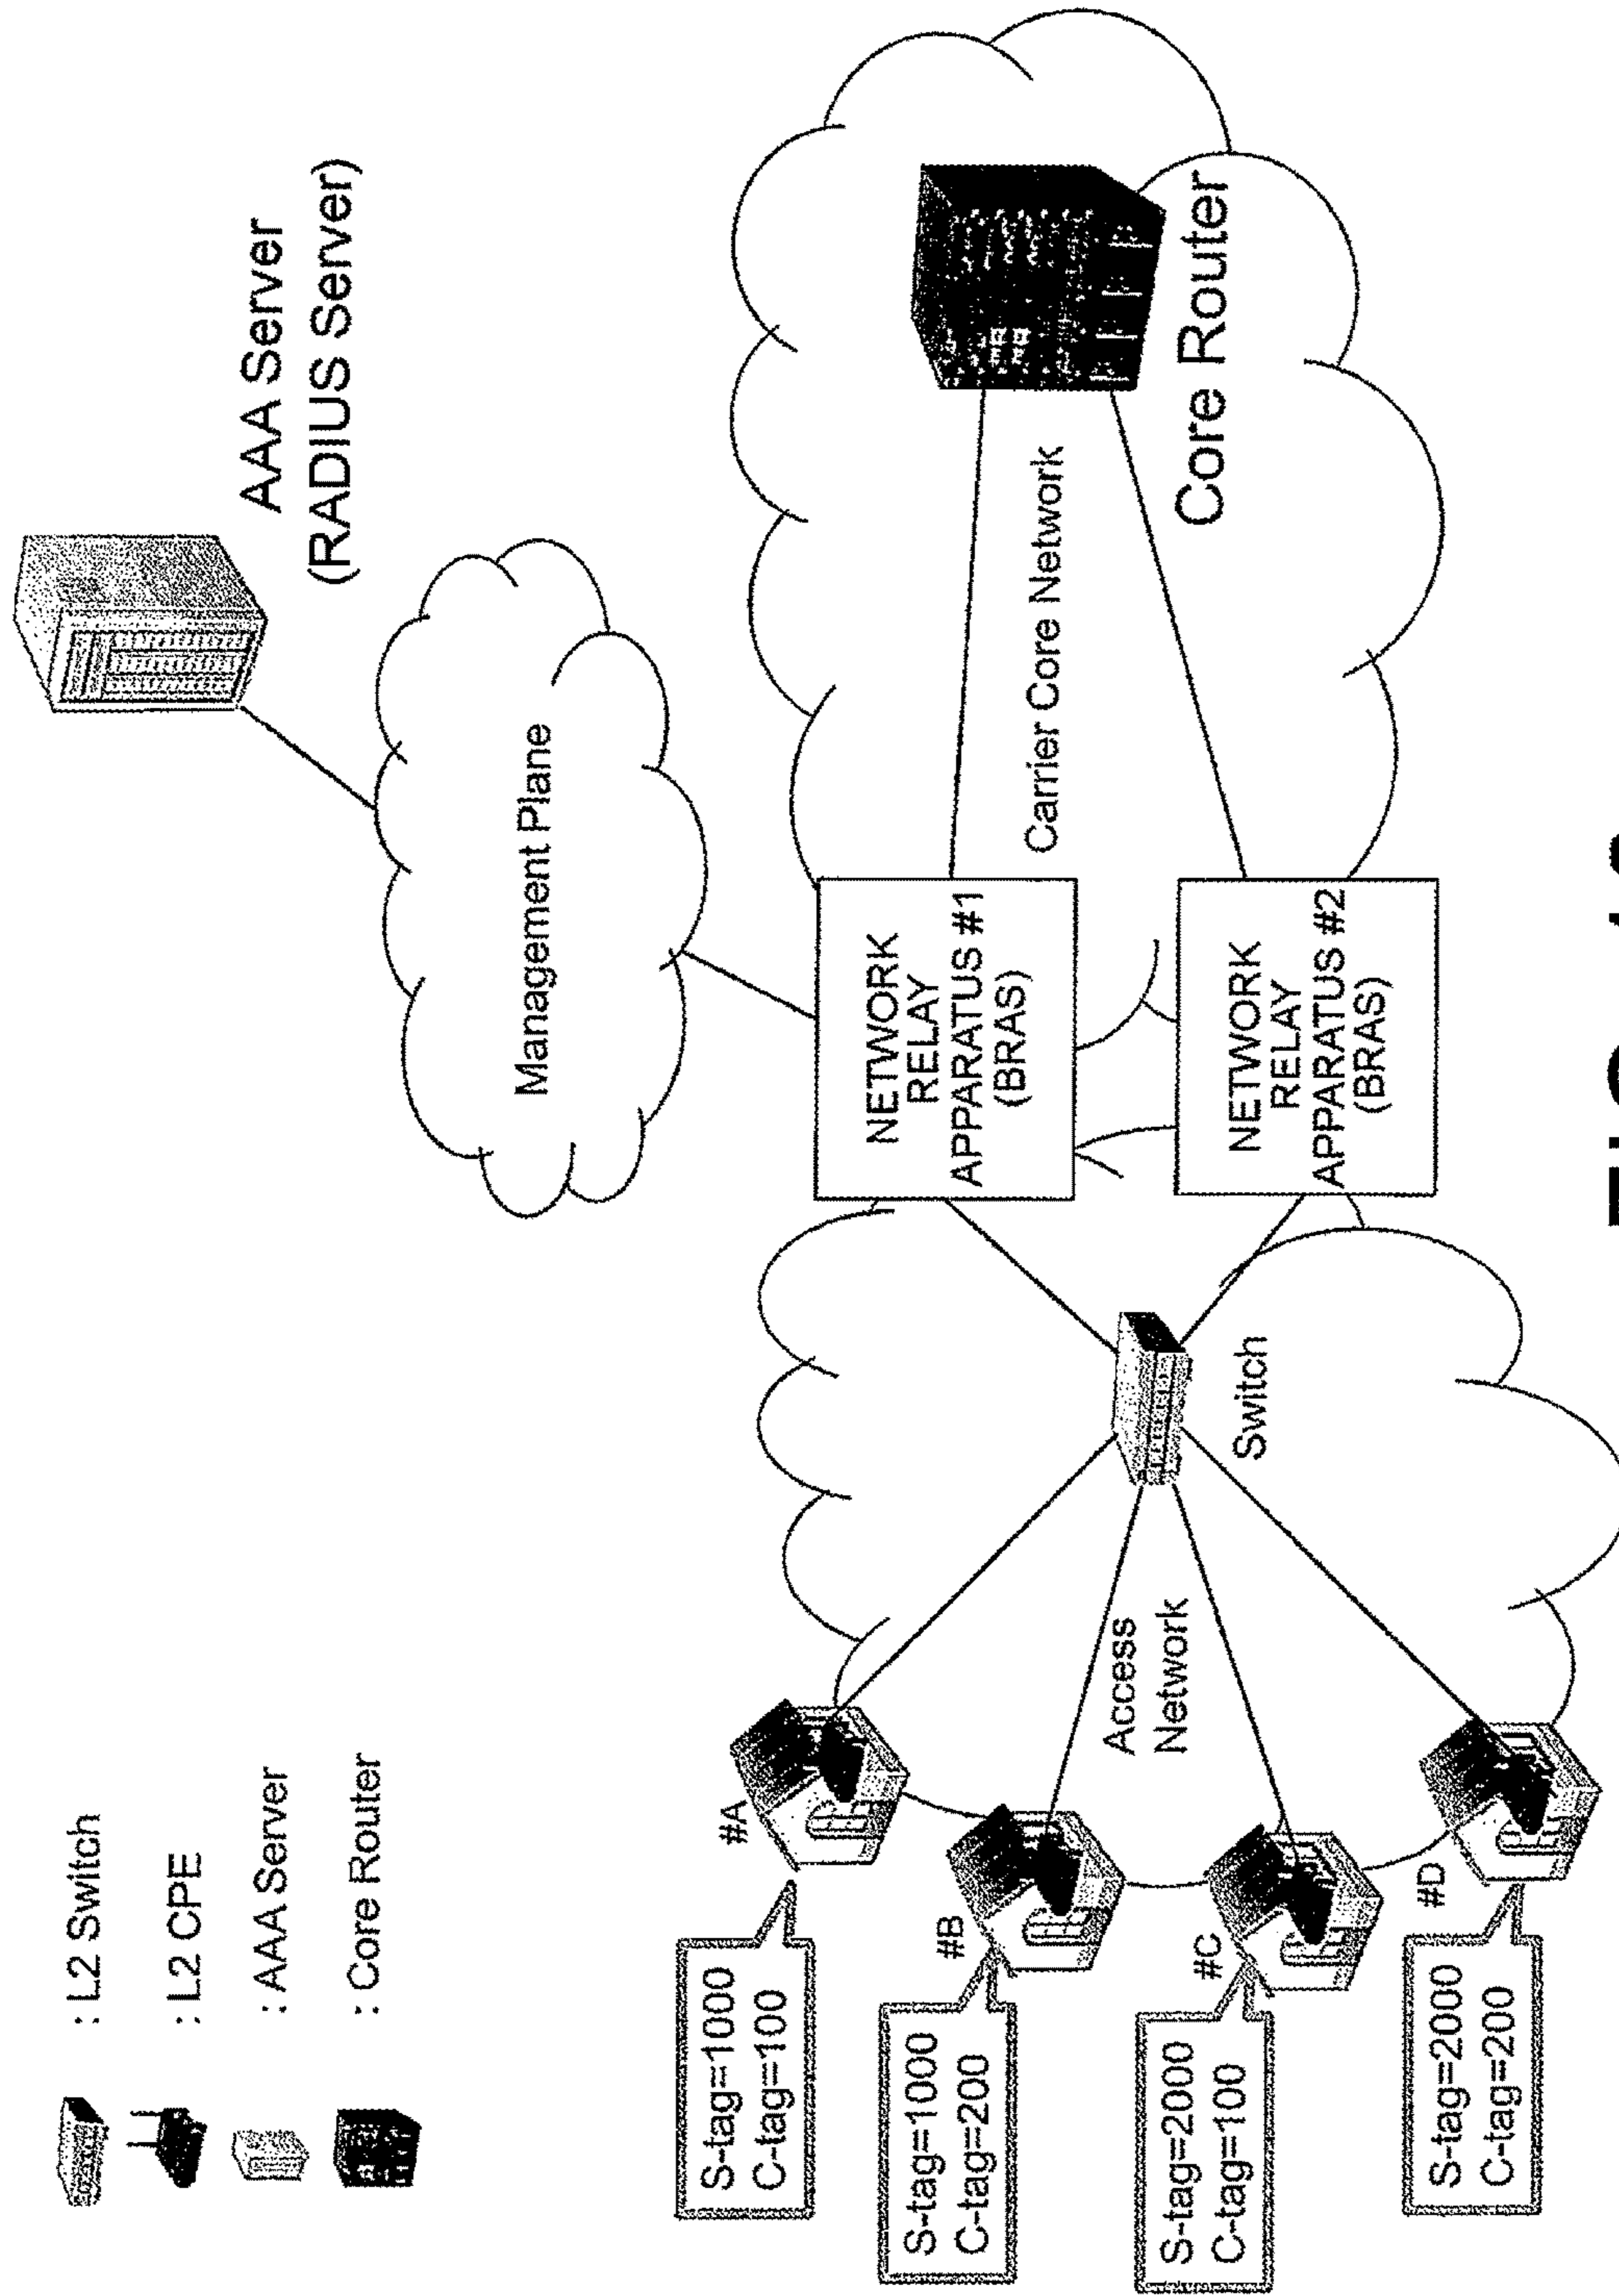 : L2 Switch
: L2 CPE
: AAA Server
: Core Router
AAA Server
(RADIUS Server)
Management Plane
S-tag=1000
C-tag=100
#A
S-tag=1000
C-tag=200
#B
S-tag=2000
C-tag=100
#C
S-tag=2000
C-tag=200
#D
Access
Network
Switch
NETWORK
RELAY
APPARATUS #1
(BRAS)
NETWORK
RELAY
APPARATUS #2
(BRAS)
Carrier Core Network
Core Router